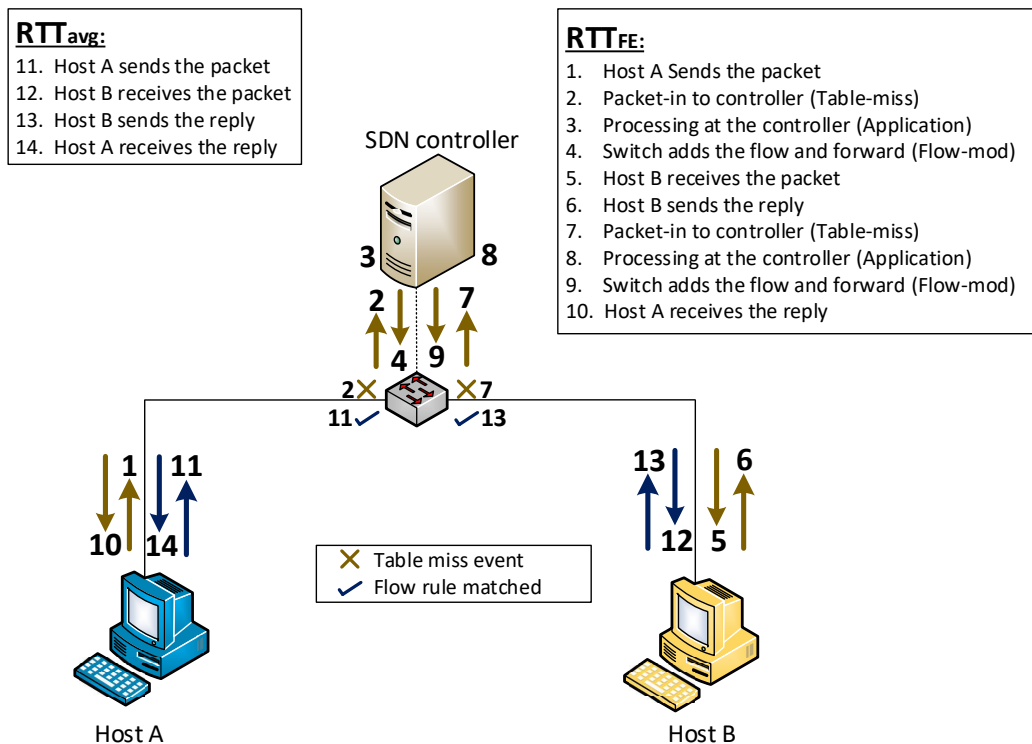 RTTavg:
11. Host A sends the packet
12. Host B receives the packet
13. Host B sends the reply
14. Host A receives the reply
RTTFE:
1. Host A Sends the packet
2. Packet-in to controller (Table-miss)
3. Processing at the controller (Application)
4. Switch adds the flow and forward (Flow-mod)
5. Host B receives the packet
6. Host B sends the reply
7. Packet-in to controller (Table-miss)
8. Processing at the controller (Application)
9. Switch adds the flow and forward (Flow-mod)
10. Host A receives the reply
SDN controller
3 8
2 7
4 9
2 7
11 13
1 11
10 14
13 6
12 5
Table miss event
Flow rule matched
Host A
Host B